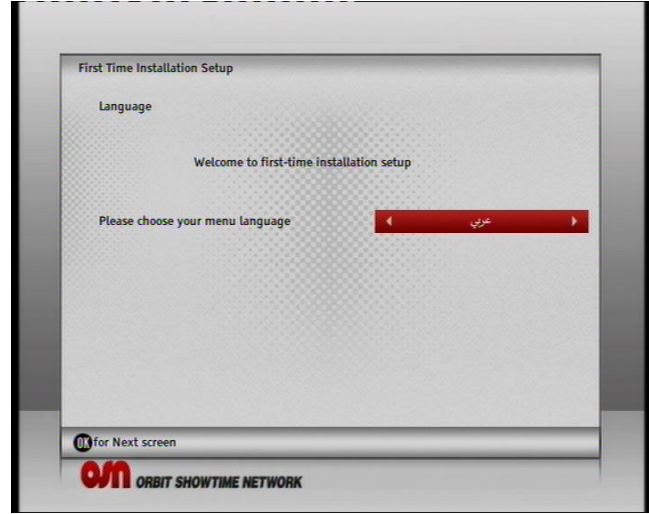 First Time Installation Setup
Language
Welcome to first-time installation setup
Please choose your menu language
عربي
OK for Next screen
OSN ORBIT SHOWTIME NETWORK